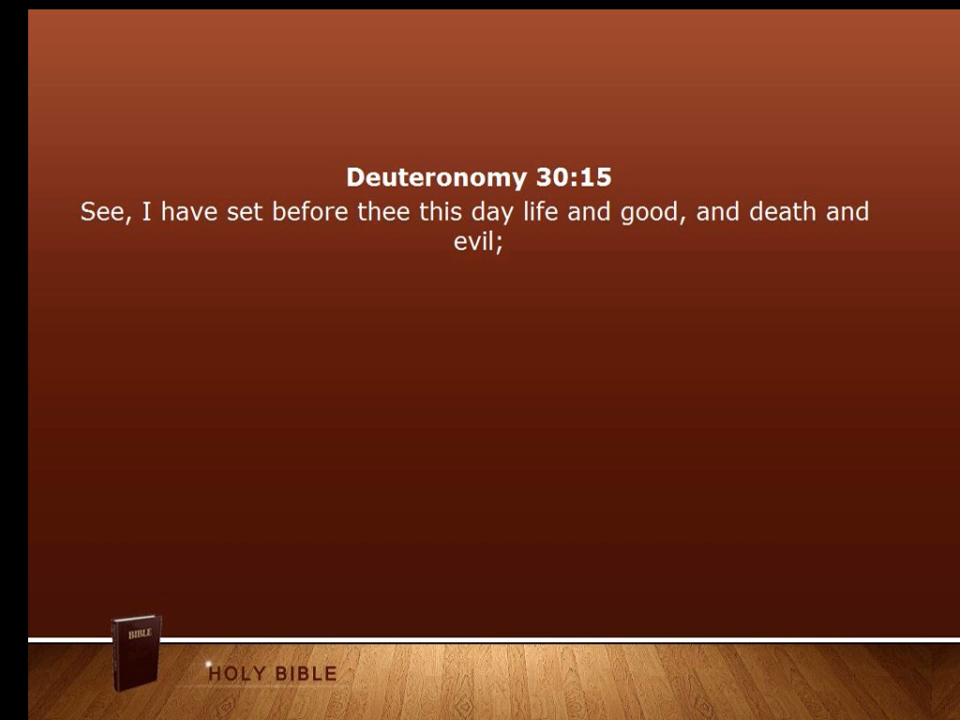 Deuteronomy 30:15
See, I have set before thee this day life and good, and death and
evil;
BIBLE
HOLY BIBLE